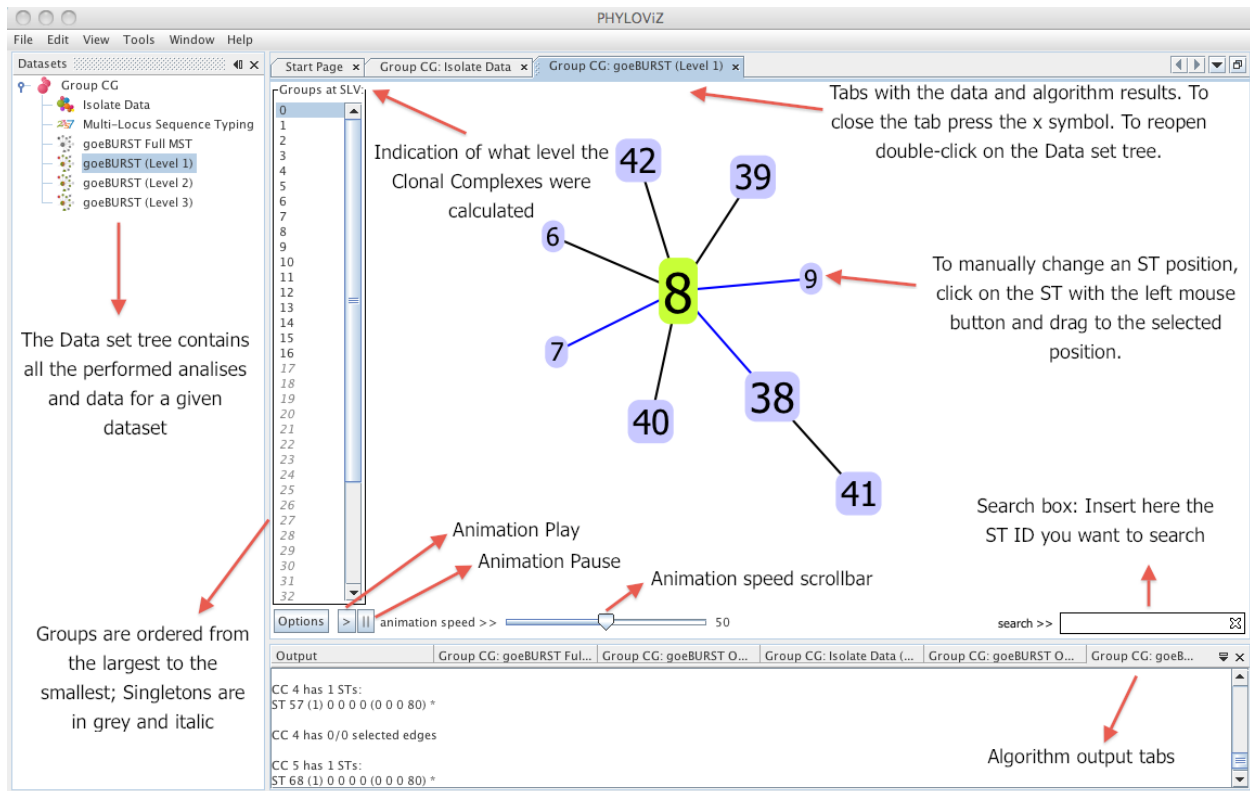 PHYLOViZ
File Edit View Tools Window Help
Datasets
Group CG
Isolate Data
Multi-Locus Sequence Typing
goeBURST Full MST
goeBURST (Level 1)
goeBURST (Level 2)
goeBURST (Level 3)
The Data set tree contains
all the performed analises
and data for a given
dataset
Groups are ordered from
the largest to the
smallest; Singletons are
in grey and italic
Start Page x
Group CG: Isolate Data x
Group CG: goeBURST (Level 1) x
Groups at SLV:
0
1
2
3
4
5
6
7
8
9
10
11
12
13
14
15
16
17
18
19
20
21
22
23
24
25
26
27
28
29
30
31
32
Indication of what level the
Clonal Complexes were
calculated
Tabs with the data and algorithm results. To
close the tab press the x symbol. To reopen
double-click on the Data set tree.
42
39
6
8
9
7
38
40
41
To manually change an ST position,
click on the ST with the left mouse
button and drag to the selected
position.
Search box: Insert here the
ST ID you want to search
Animation Play
Animation Pause
Animation speed scrollbar
Options > || animation speed >> 50
search >>
Output
Group CG: goeBURST Ful...
Group CG: goeBURST O...
Group CG: Isolate Data (...
Group CG: goeBURST O...
Group CG: goeB...
CC 4 has 1 STs:
ST 57 (1) 0 0 0 0 (0 0 0 80) *
CC 4 has 0/0 selected edges
CC 5 has 1 STs:
ST 68 (1) 0 0 0 0 (0 0 0 80) *
Algorithm output tabs